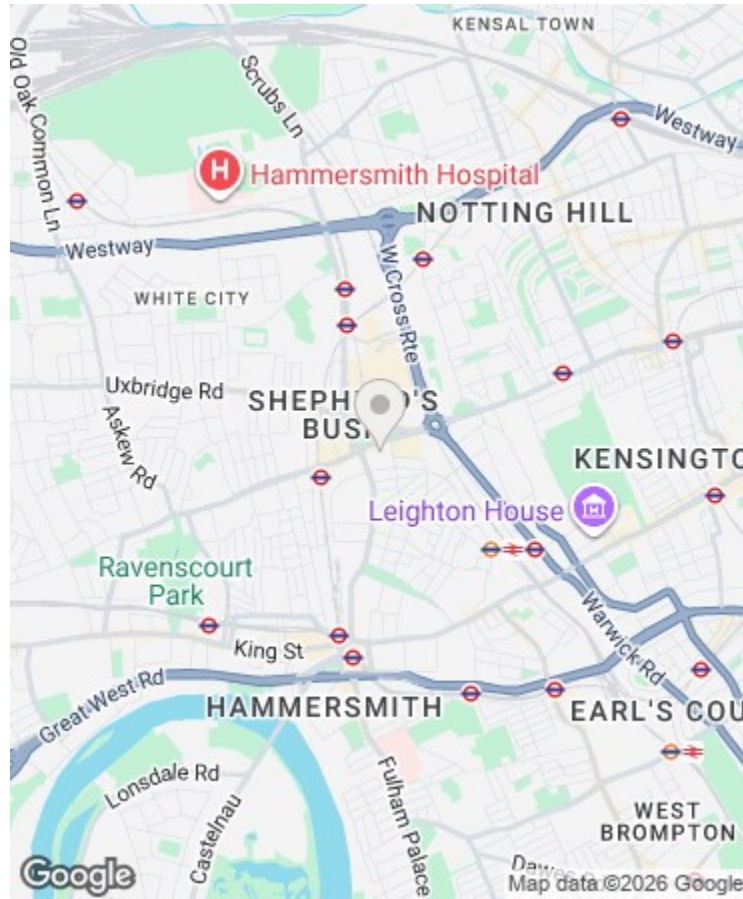 KENSAL TOWN
Old Oak Common Ln
Scrubs Ln
Westway
H
Hammersmith Hospital
NOTTING HILL
Westway
W Cross Rte
WHITE CITY
Uxbridge Rd
SHEPH D'S
BUS
Askew Rd
KENSINGTO
Leighton House
Ravenscourt
Park
King St
Warwick Rd
Great West Rd
HAMMERSMITH
EARL'S COU
Lonsdale Rd
Castelnau
Fulham Palace
WEST
BROMPTON
Dawes
Google
Map data ©2026 Google